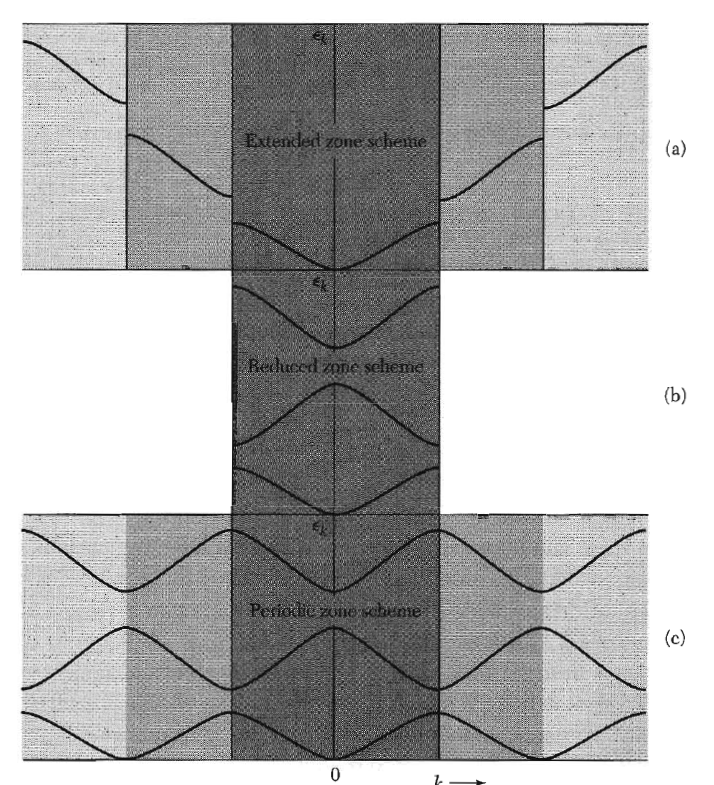 ϵₖ
Extended zone scheme
(a)
ϵₖ
Reduced zone scheme
(b)
ϵₖ
Periodic zone scheme
(c)
0
k →